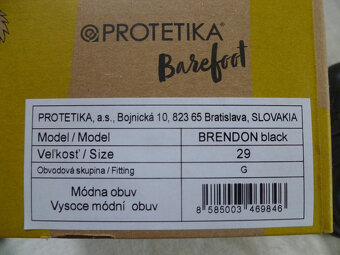 PROTETIKA®
Barefoot
PROTETIKA, a.s., Bojnická 10, 823 65 Bratislava, SLOVAKIA
Model / Model BRENDON black
Veľkosť / Size 29
Obvodová skupina / Fitting G
Módna obuv
Vysoce módní obuv
8 585003 469846